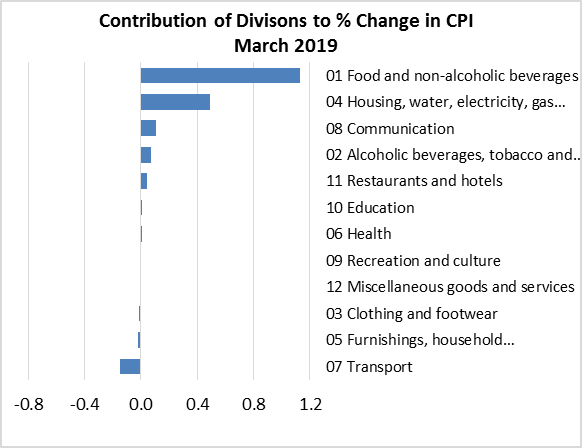 Contribution of Divisons to % Change in CPI
March 2019
01 Food and non-alcoholic beverages
04 Housing, water, electricity, gas...
08 Communication
02 Alcoholic beverages, tobacco and...
11 Restaurants and hotels
10 Education
06 Health
09 Recreation and culture
12 Miscellaneous goods and services
03 Clothing and footwear
05 Furnishings, household...
07 Transport
-0.8 -0.4 0.0 0.4 0.8 1.2